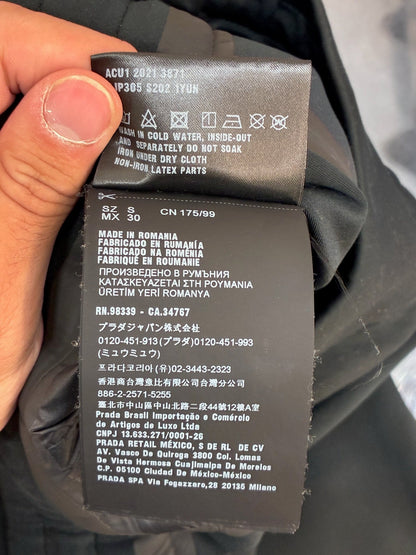 ACU1 2021 3871
IP305 S202 IYUN
WASH IN COLD WATER, INSIDE-OUT
AND SEPARATELY DO NOT SOAK
IRON UNDER DRY CLOTH
NON-IRON LATEX PARTS
SZ S CN 175/99
MX 30
MADE IN ROMANIA
FABRICADO EN RUMANÍA
FABRICADO NA ROMÉNIA
FABRIQUÉ EN ROUMANIE
ПРОИЗВЕДЕНО В РУМЪНИЯ
ΚΑΤΑΣΚΕΥΑΖΕΤΑΙ ΣΤΗ ΡΟΥΜΑΝΙΑ
ÜRETİM YERİ ROMANYA
RN.98339 - CA.34767
プラダジャパン株式会社
0120-451-913 (プラダ) 0120-451-993
(ミュウミュウ)
프라다코리아 (유) 02-3443-2323
香港商台灣普比有限公司台灣分公司
886-2-2571-5255
臺北市中山區中山北路二段44號12樓A室
Prada Brasil Importação e Comércio
de Artigos de Luxo Ltda
CNPJ 13.633.271/0001-26
PRADA RETAIL MÉXICO, S DE RL DE CV
AV. Vasco De Quiroga 3800 Col. Lomas
De Vista Hermosa Cuajimalpa De Morelos
C.P. 05100 Ciudad De México - México
PRADA SPA Via Fogazzaro,28 20135 Milano